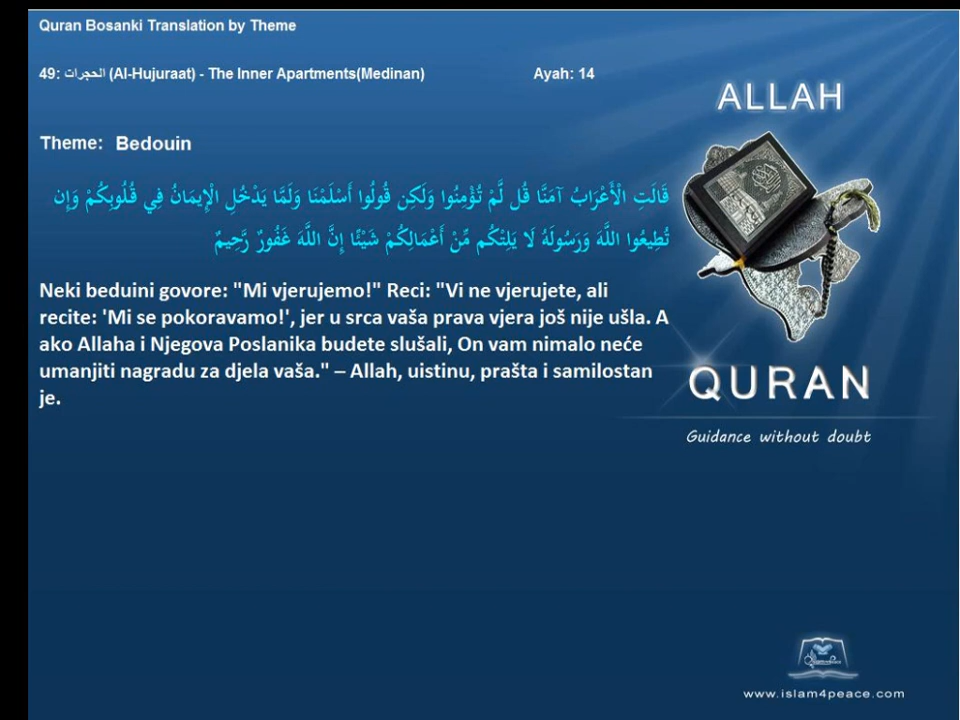 Quran Bosanki Translation by Theme
49: الحجرات (Al-Hujuraat) - The Inner Apartments(Medinan) Ayah: 14
ALLAH
Theme: Bedouin
قَالَتِ الْأَعْرَابُ آمَنَّا قُل لَّمْ تُؤْمِنُوا وَلَكِن قُولُوا أَسْلَمْنَا وَلَمَّا يَدْخُلِ الْإِيمَانُ فِي قُلُوبِكُمْ وَإِن
تُطِيعُوا اللَّهَ وَرَسُولَهُ لَا يَلِتْكُم مِّنْ أَعْمَالِكُمْ شَيْئًا إِنَّ اللَّهَ غَفُورٌ رَّحِيمٌ
Neki beduini govore: "Mi vjerujemo!" Reci: "Vi ne vjerujete, ali
recite: 'Mi se pokoravamo!', jer u srca vaša prava vjera još nije ušla. A
ako Allaha i Njegova Poslanika budete slušali, On vam nimalo neće
umanjiti nagradu za djela vaša." – Allah, uistinu, prašta i samilostan
je.
QURAN
Guidance without doubt
www.islam4peace.com